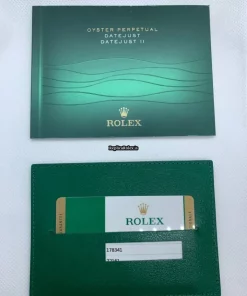 OYSTER PERPETUAL
DATEJUST
DATEJUST II
ROLEX
ROLEX
178341